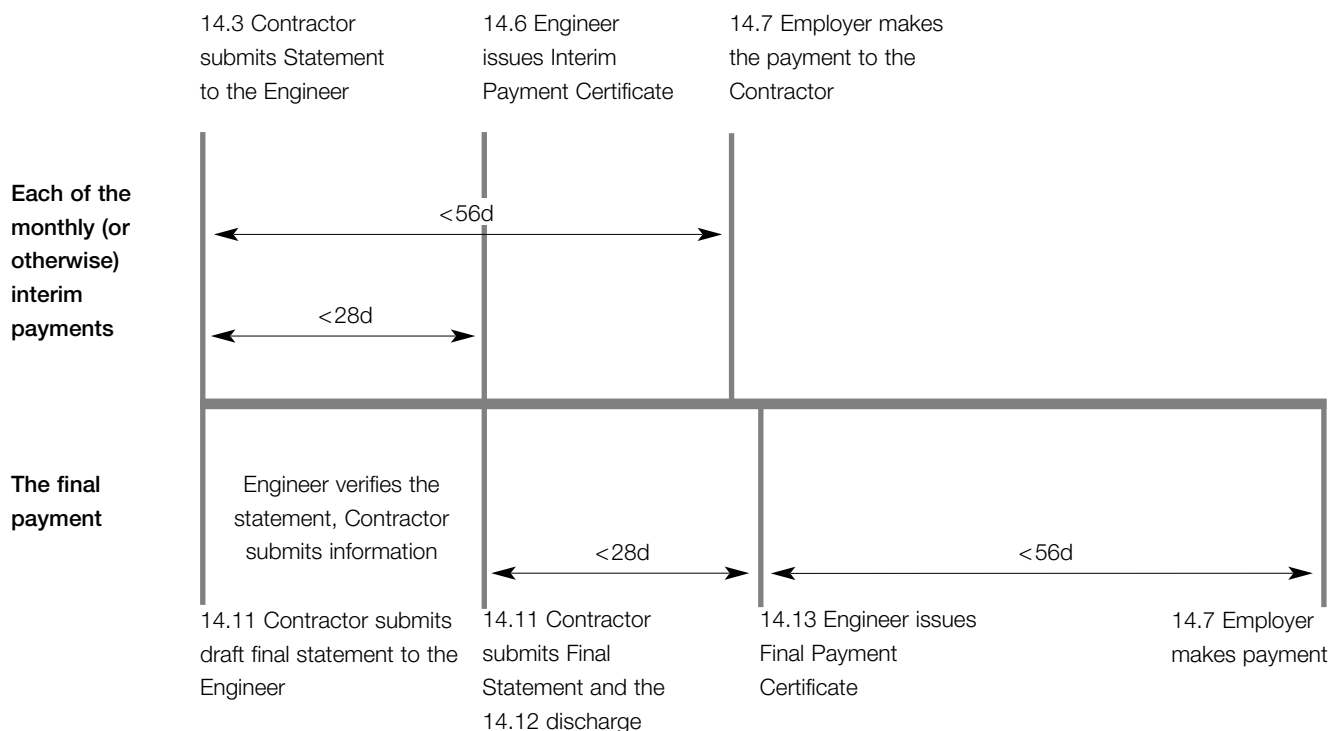 14.3 Contractor
submits Statement
to the Engineer
14.6 Engineer
issues Interim
Payment Certificate
14.7 Employer makes
the payment to the
Contractor
Each of the
monthly (or
otherwise)
interim
payments
<56d
<28d
The final
payment
Engineer verifies the
statement, Contractor
submits information
<28d
<56d
14.11 Contractor submits
draft final statement to the
Engineer
14.11 Contractor
submits Final
Statement and the
14.12 discharge
14.13 Engineer issues
Final Payment
Certificate
14.7 Employer
makes payment